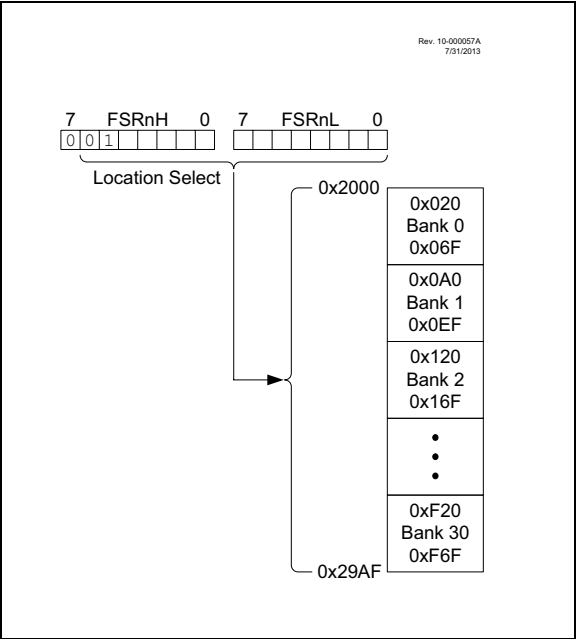 Rev. 10-000057A
7/31/2013
7 FSRnH 0 7 FSRnL 0
0 0 1
Location Select
0x2000
0x020
Bank 0
0x06F
0x0A0
Bank 1
0x0EF
0x120
Bank 2
0x16F
0xF20
Bank 30
0xF6F
0x29AF